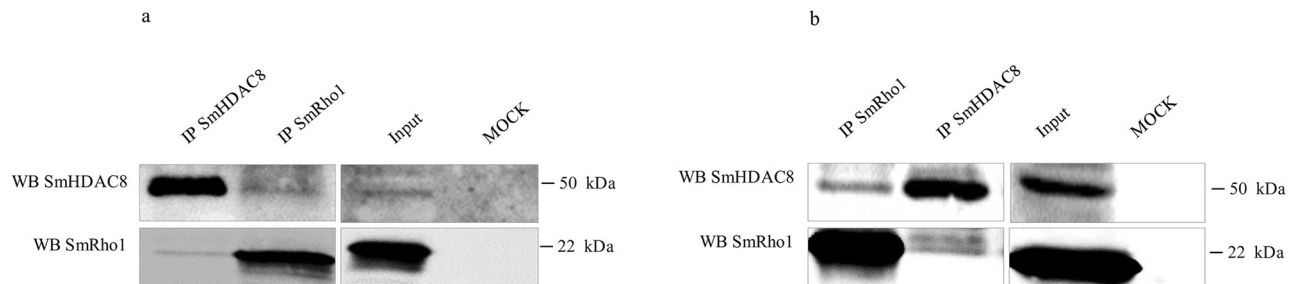 a
IP SmHDAC8
IP SmRho1
Input
MOCK
WB SmHDAC8
50 kDa
WB SmRho1
22 kDa
b
IP SmRho1
IP SmHDAC8
Input
MOCK
WB SmHDAC8
50 kDa
WB SmRho1
22 kDa